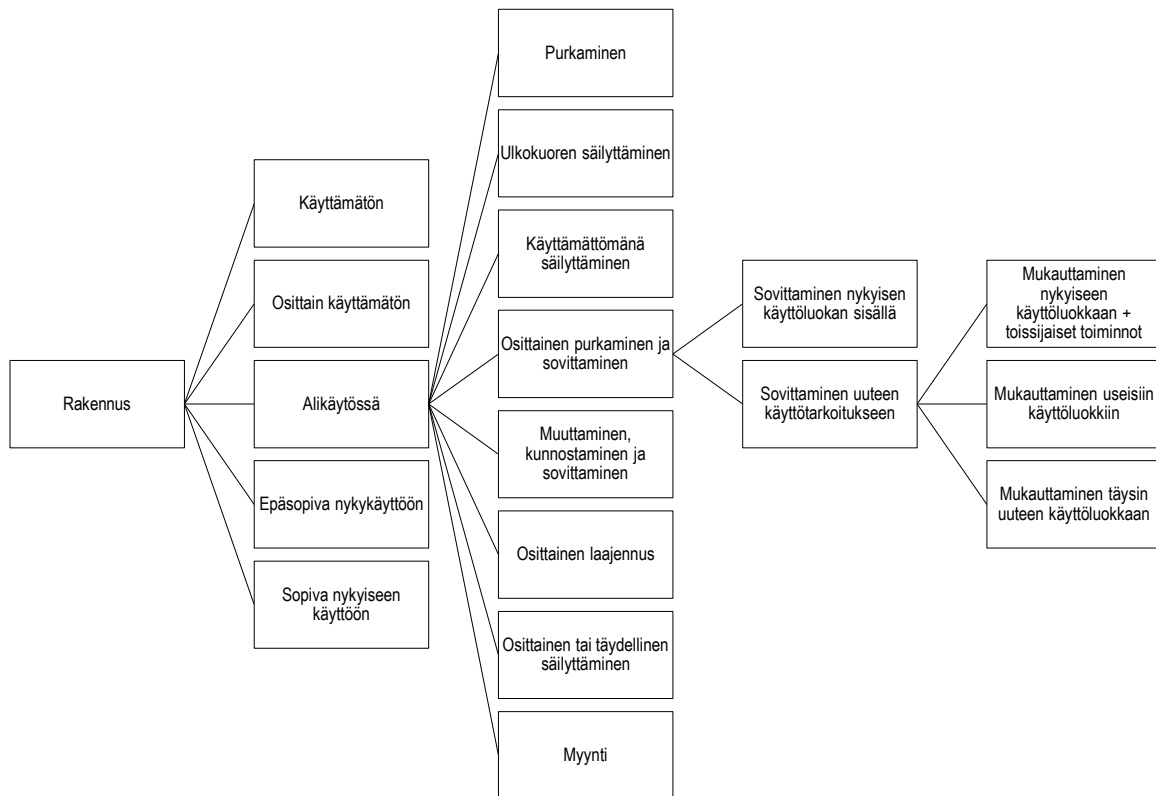 Rakennus
Käyttämätön
Osittain käyttämätön
Alikäytössä
Epäsopiva nykykäyttöön
Sopiva nykyiseen
käyttöön
Purkaminen
Ulkokuoren säilyttäminen
Käyttämättömänä
säilyttäminen
Osittainen purkaminen ja
sovittaminen
Muuttaminen,
kunnostaminen ja
sovittaminen
Osittainen laajennus
Osittainen tai täydellinen
säilyttäminen
Myynti
Sovittaminen nykyisen
käyttöluokan sisällä
Sovittaminen uuteen
käyttötarkoitukseen
Mukauttaminen
nykyiseen
käyttöluokkaan +
toissijaiset toiminnot
Mukauttaminen useisiin
käyttöluokkiin
Mukauttaminen täysin
uuteen käyttöluokkaan